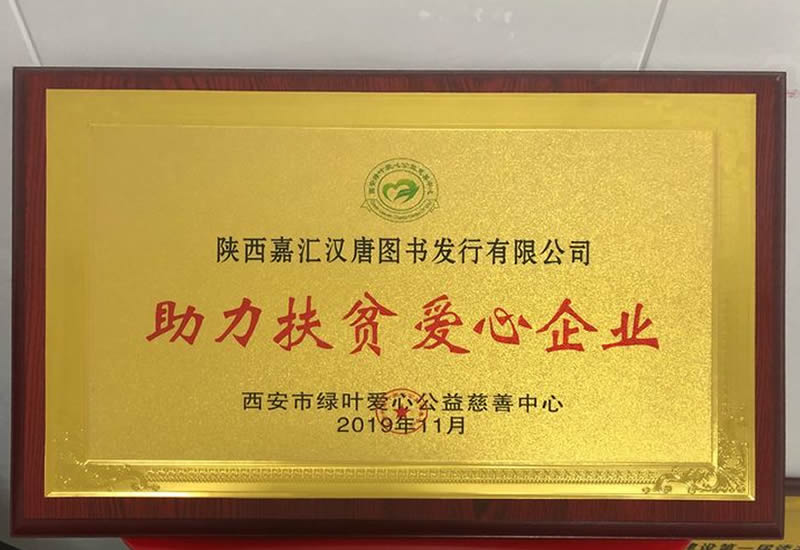 陕西嘉汇汉唐图书发行有限公司
助力扶贫爱心企业
西安市绿叶爱心公益慈善中心
2019年11月